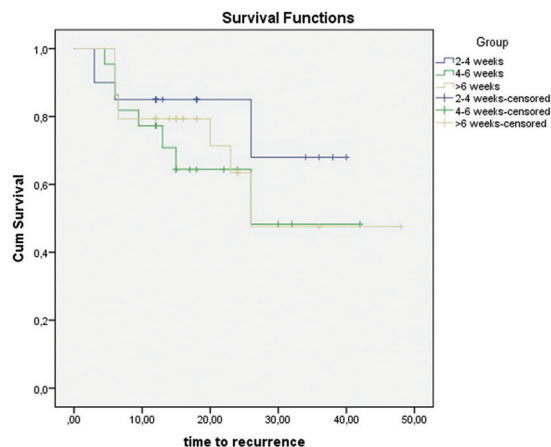 Survival Functions
Group
2-4 weeks
4-6 weeks
>6 weeks
2-4 weeks-censored
4-6 weeks-censored
>6 weeks-censored
Cum Survival
1,0
0,8
0,6
0,4
0,2
0,0
,00 10,00 20,00 30,00 40,00 50,00
time to recurrence